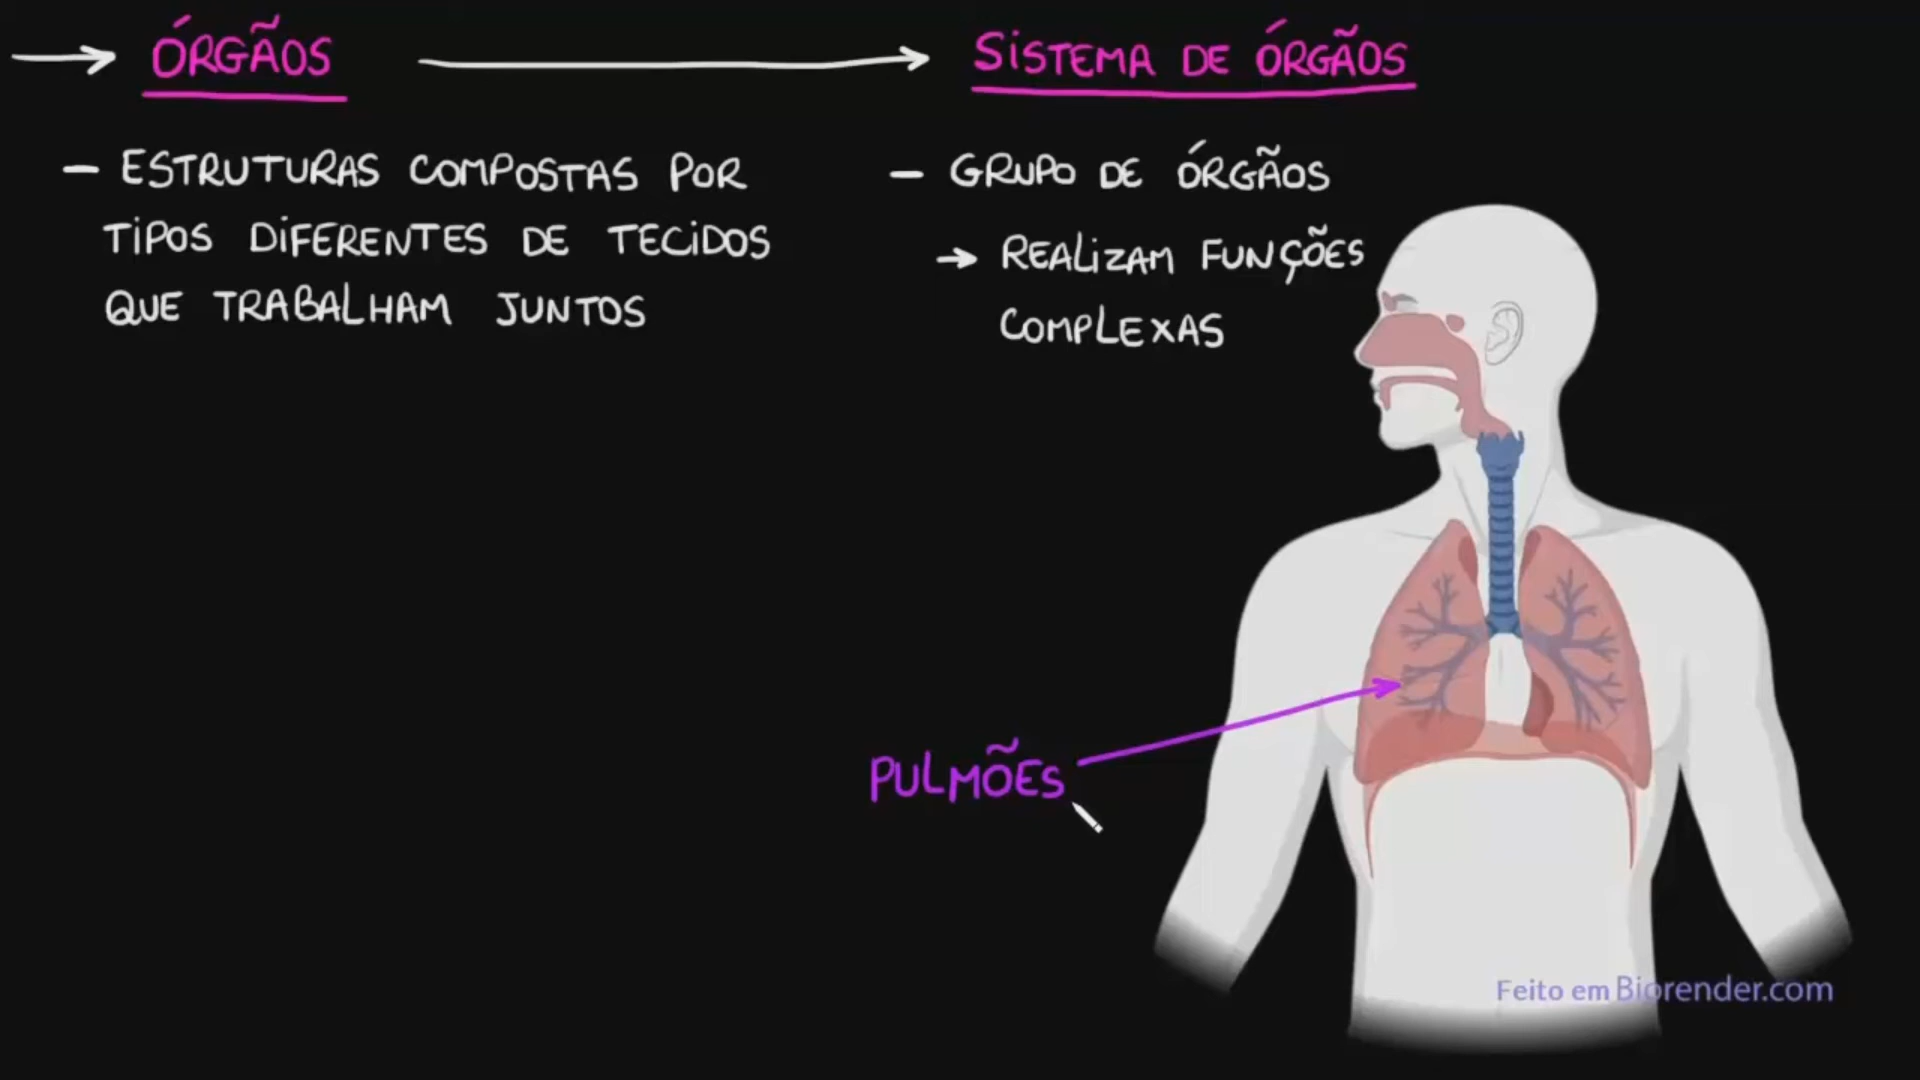 → ÓRGÃOS → SISTEMA DE ÓRGÃOS
- ESTRUTURAS COMPOSTAS POR
TIPOS DIFERENTES DE TECIDOS
QUE TRABALHAM JUNTOS
- GRUPO DE ÓRGÃOS
→ REALIZAM FUNÇÕES
COMPLEXAS
PULMÕES
Feito em Biorender.com